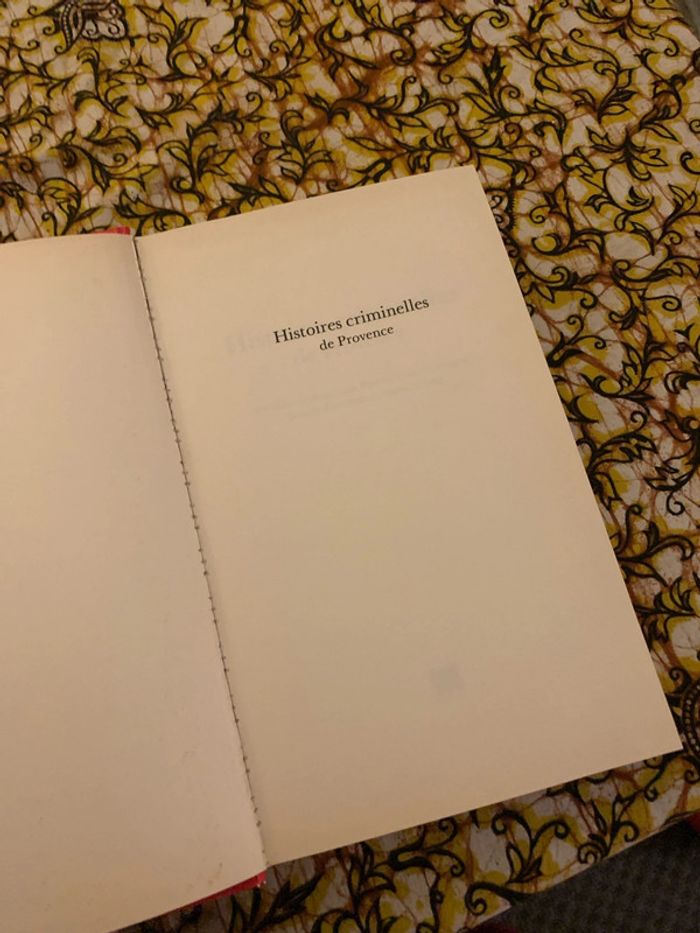 Histoires criminelles
de Provence